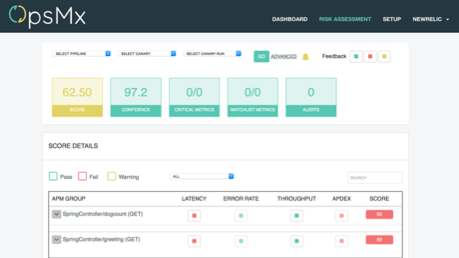 OpsMx
DASHBOARD RISK ASSESSMENT SETUP NEWRELIC
SELECT PIPELINE SELECT CANARY SELECT CANARY RUN GO ADVANCED Feedback
62.50 97.2 0/0 0/0 0
SCORE CONFIDENCE CRITICAL METRICS WATCHLIST METRICS ALERTS
SCORE DETAILS
Pass Fail Warning ALL SEARCH
APM GROUP LATENCY ERROR RATE THROUGHPUT APDEX SCORE
SpringController/dogcount (GET) 50
SpringController/greeting (GET) 50